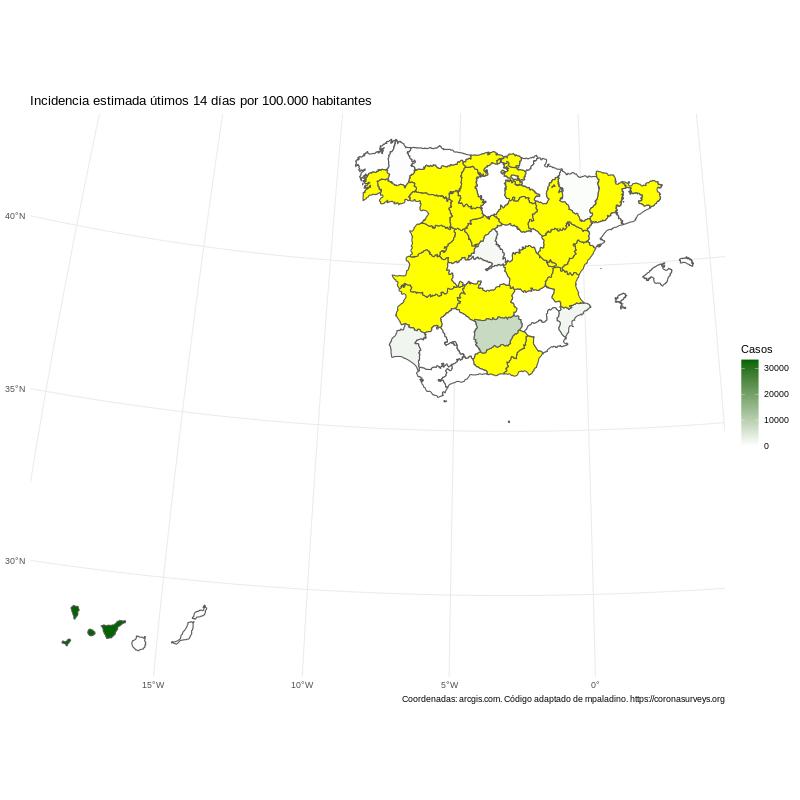 Incidencia estimada útimos 14 días por 100.000 habitantes
40°N
35°N
30°N
15°W
10°W
5°W
0°
Casos
30000
20000
10000
0
Coordenadas: arcgis.com. Código adaptado de mpaladino. https://coronasurveys.org